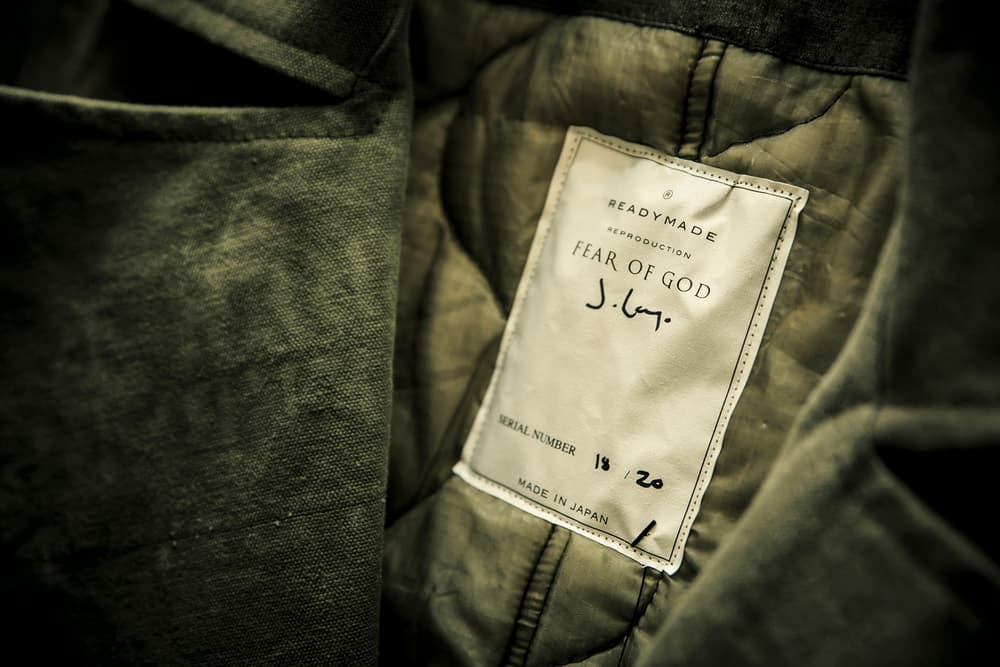 ®
READYMADE
REPRODUCTION
FEAR OF GOD
SERIAL NUMBER 18 / 20
MADE IN JAPAN